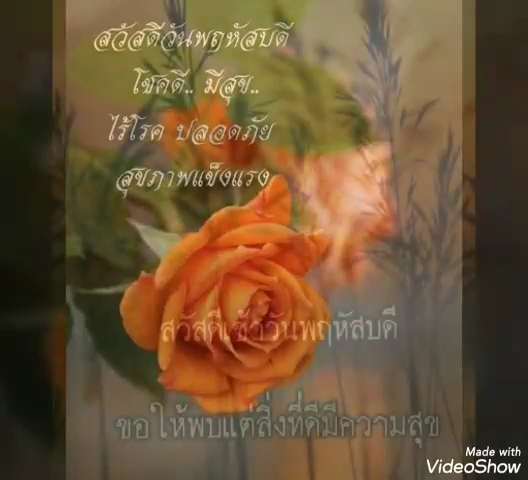 สวัสดีวันพฤหัสบดี
โชคดี.. มีสุข..
ไร้โรค ปลอดภัย
สุขภาพแข็งแรง
สวัสดีเช้าวันพฤหัสบดี
ขอให้พบแต่สิ่งที่ดีมีความสุข
Made with
VideoShow